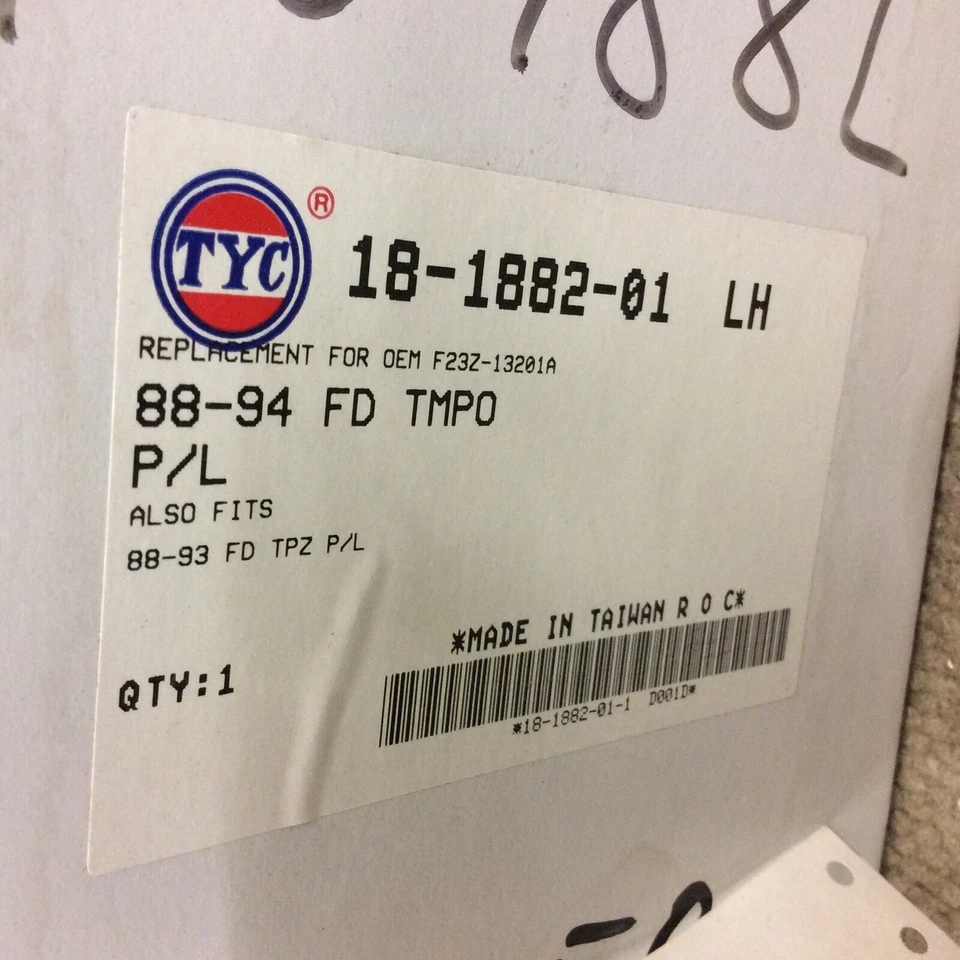 882
TYC ®
18-1882-01 LH
REPLACEMENT FOR OEM F23Z-13201A
88-94 FD TMPO
P/L
ALSO FITS
88-93 FD TPZ P/L
*MADE IN TAIWAN R O C*
QTY:1
*18-1882-01-1 D001D*